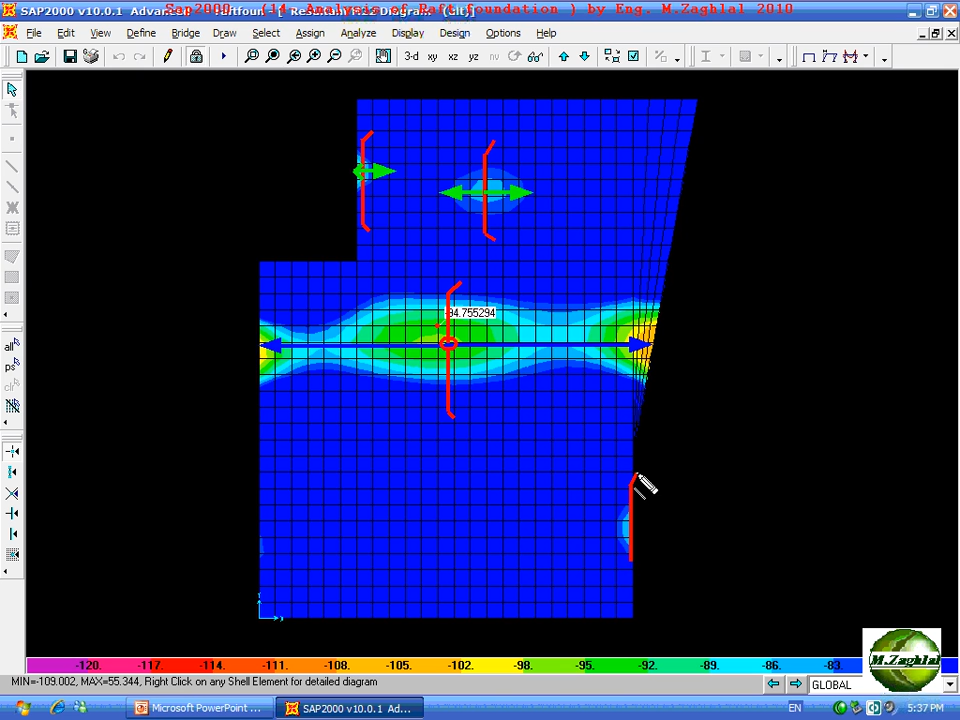 SAP2000 v10.0.1 Advanced
Sap2000 (14- Analysis of Raft foundation ) by Eng. M.Zaghlal 2010
File Edit View Define Bridge Draw Select Assign Analyze Display Design Options Help
3-d xy xz yz nv
all
ps
clr
-94.755294
-120. -117. -114. -111. -108. -105. -102. -98. -95. -92. -89. -86. -83.
MIN=-109.002, MAX=55.344, Right Click on any Shell Element for detailed diagram
GLOBAL
M.Zaghlal
Microsoft PowerPoint ...
SAP2000 v10.0.1 Ad...
EN
5:37 PM